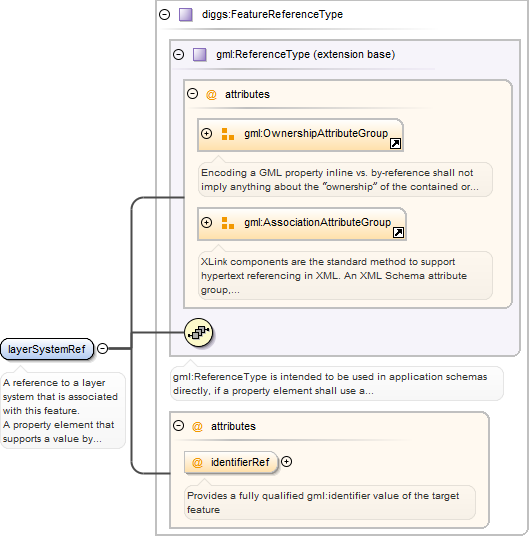 diggs:FeatureReferenceType
gml:ReferenceType (extension base)
@ attributes
gml:OwnershipAttributeGroup
Encoding a GML property inline vs. by-reference shall not
imply anything about the "ownership" of the contained or...
gml:AssociationAttributeGroup
XLink components are the standard method to support
hypertext referencing in XML. An XML Schema attribute
group,...
layerSystemRef
A reference to a layer
system that is associated
with this feature.
A property element that
supports a value by...
gml:ReferenceType is intended to be used in application schemas
directly, if a property element shall use a...
@ attributes
@ identifierRef
Provides a fully qualified gml:identifier value of the target
feature